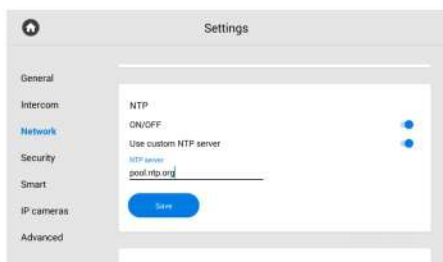 Settings
General
Intercom
Network
Security
Smart
IP cameras
Advanced
NTP
ON/OFF
Use custom NTP server
NTP server
pool.ntp.org
Save